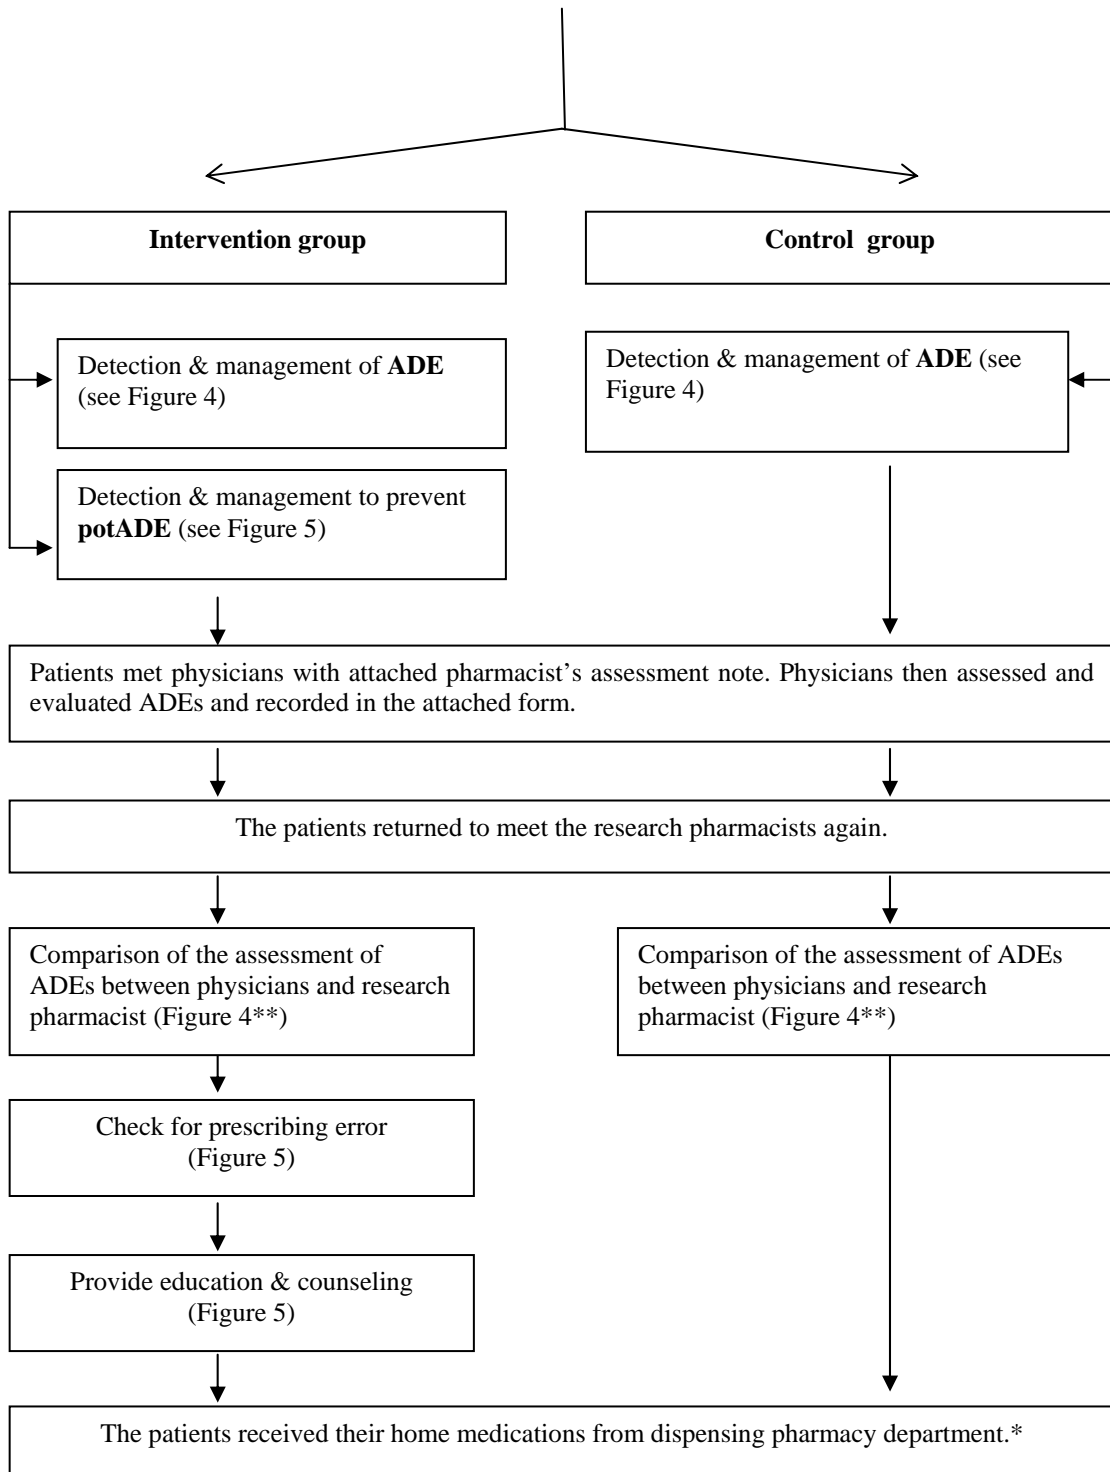 Intervention group
Control group
Detection & management of ADE
(see Figure 4)
Detection & management of ADE (see
Figure 4)
Detection & management to prevent
potADE (see Figure 5)
Patients met physicians with attached pharmacist’s assessment note. Physicians then assessed and
evaluated ADEs and recorded in the attached form.
The patients returned to meet the research pharmacists again.
Comparison of the assessment of
ADEs between physicians and research
pharmacist (Figure 4**)
Comparison of the assessment of ADEs
between physicians and research
pharmacist (Figure 4**)
Check for prescribing error
(Figure 5)
Provide education & counseling
(Figure 5)
The patients received their home medications from dispensing pharmacy department.*